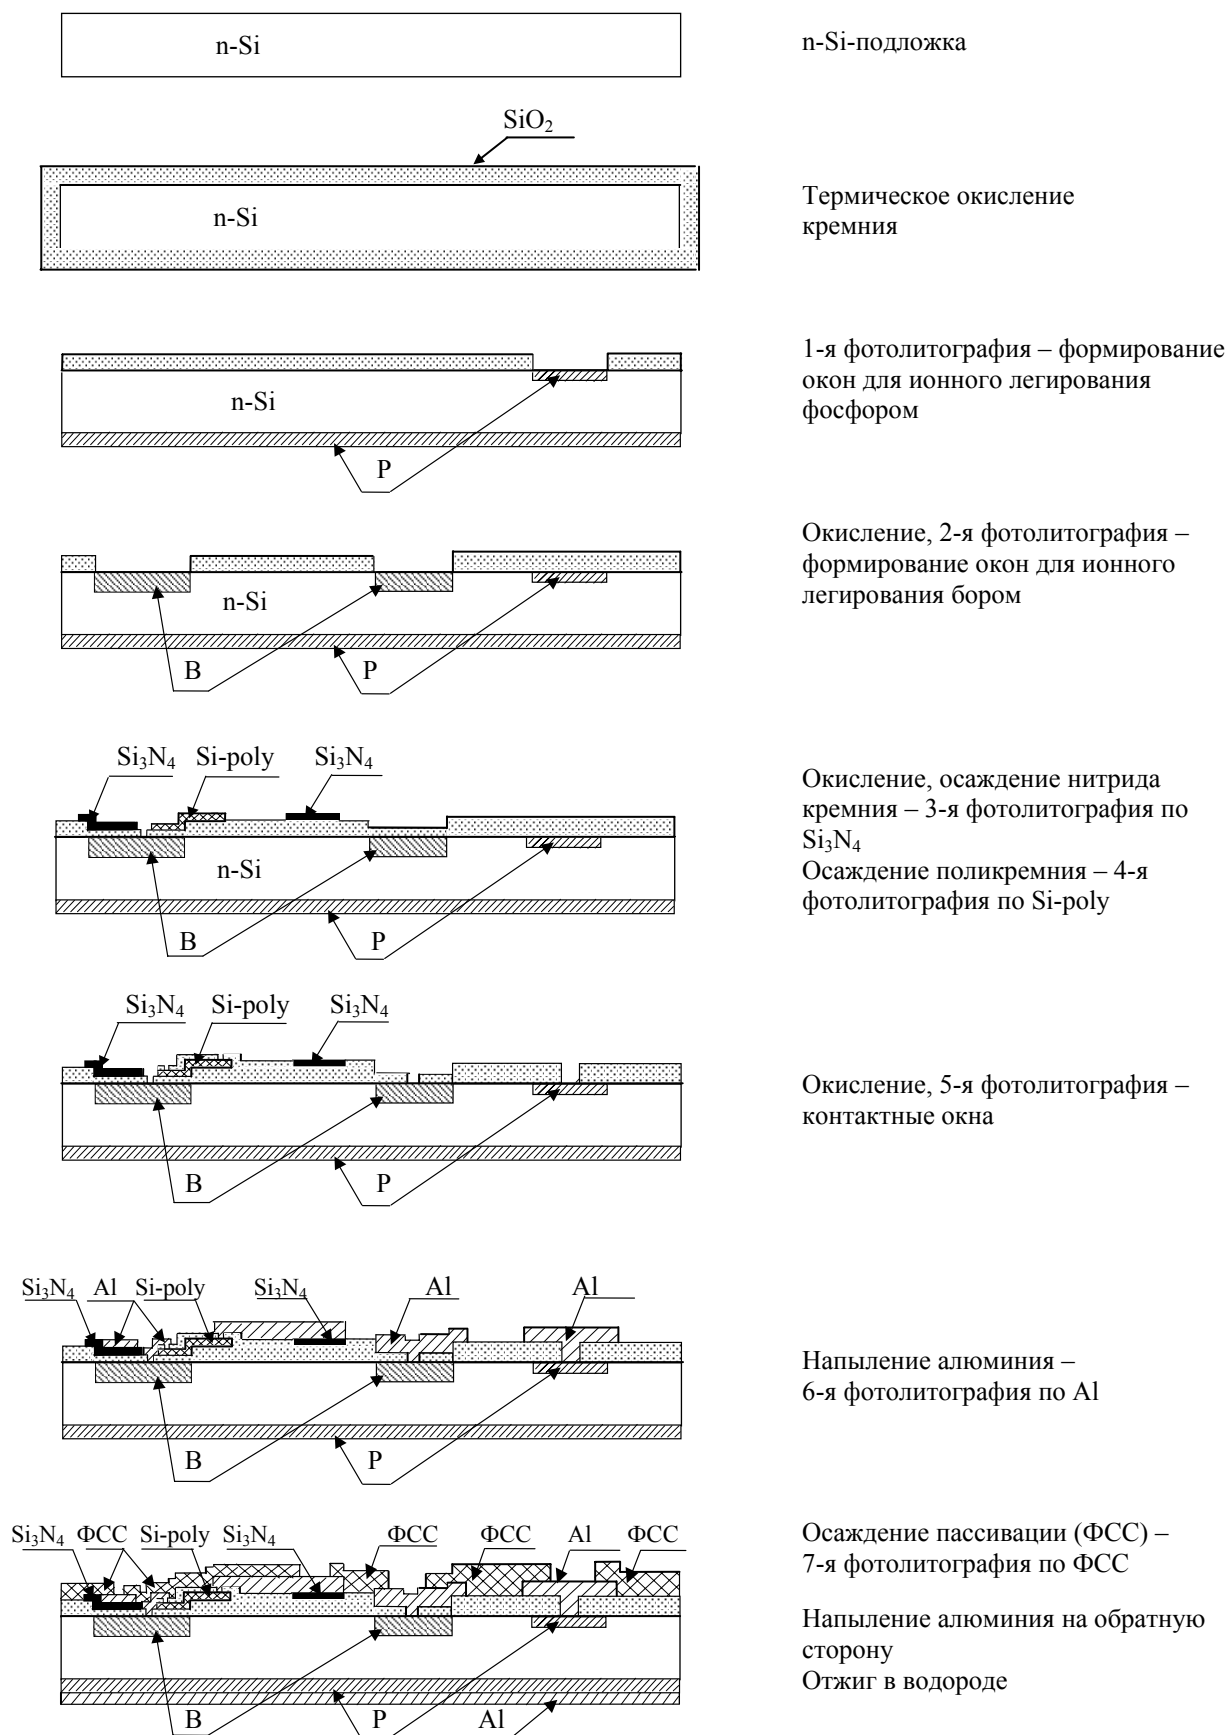 n-Si
n-Si-подложка
SiO₂
n-Si
Термическое окисление
кремния
1-я фотолитография – формирование
окон для ионного легирования
фосфором
n-Si
P
Окисление, 2-я фотолитография –
формирование окон для ионного
легирования бором
n-Si
B P
Si₃N₄ Si-poly Si₃N₄
Окисление, осаждение нитрида
кремния – 3-я фотолитография по
Si₃N₄
Осаждение поликремния – 4-я
фотолитография по Si-poly
n-Si
B P
Si₃N₄ Si-poly Si₃N₄
Окисление, 5-я фотолитография –
контактные окна
B P
Si₃N₄ Al Si-poly Si₃N₄ Al Al
Напыление алюминия –
6-я фотолитография по Al
B P
Si₃N₄ ФСС Si-poly Si₃N₄ ФСС ФСС Al ФСС
Осаждение пассивации (ФСС) –
7-я фотолитография по ФСС
Напыление алюминия на обратную
сторону
Отжиг в водороде
B P Al